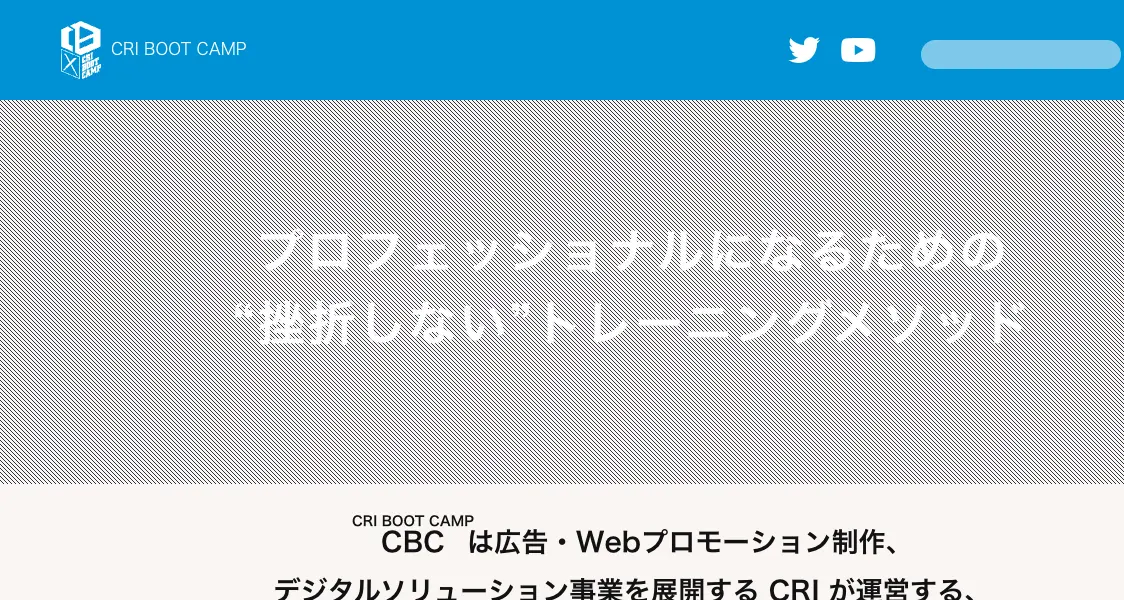 CRI BOOT CAMP
CRI BOOT CAMP
プロフェッショナルになるための
“挫折しない”トレーニングメソッド
CRI BOOT CAMP
CBC は広告・Webプロモーション制作、
デジタルソリューション事業を展開する CRI が運営する、